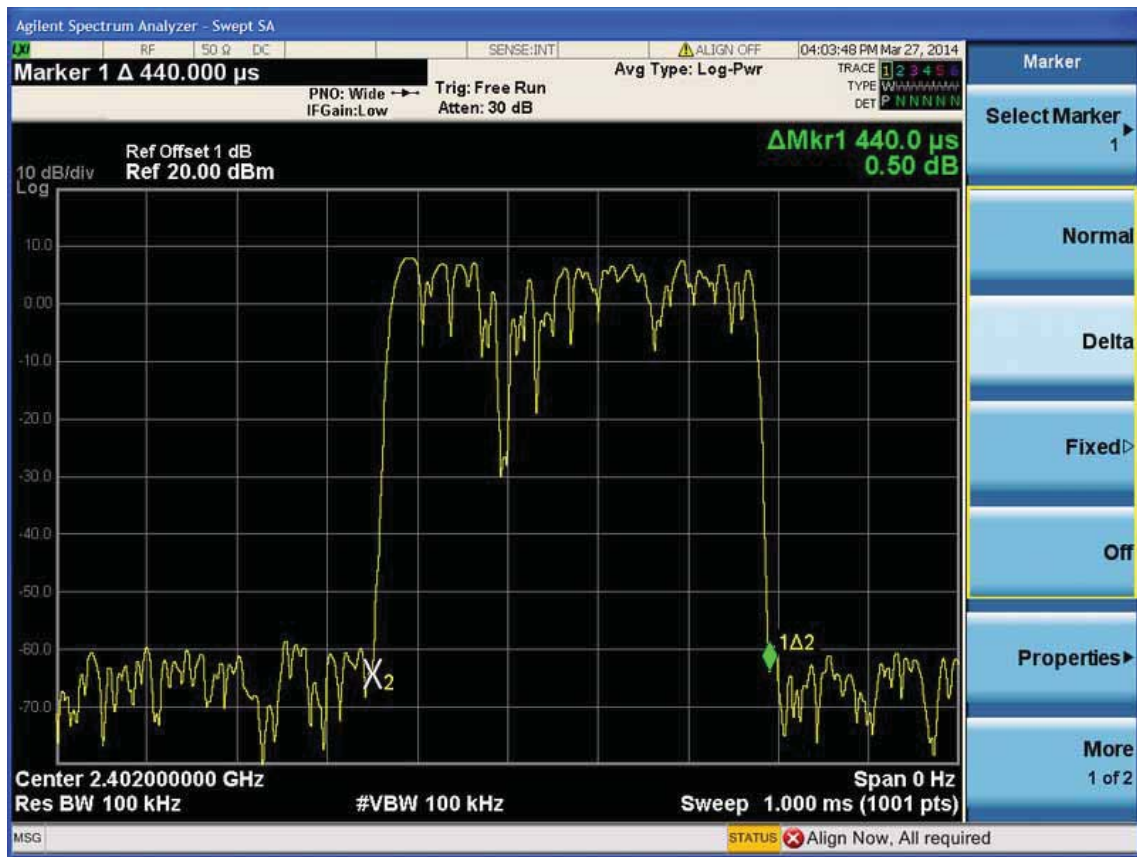 Agilent Spectrum Analyzer - Swept SA
LXI RF 50 Ω DC SENSE:INT ALIGN OFF 04:03:48 PM Mar 27, 2014
Marker 1 Δ 440.000 µs
PNO: Wide
IFGain:Low
Trig: Free Run
Atten: 30 dB
Avg Type: Log-Pwr
TRACE 1 2 3 4 5 6
TYPE W
DET P N N N N N
Ref Offset 1 dB
10 dB/div Ref 20.00 dBm
Log
ΔMkr1 440.0 µs
0.50 dB
10.0
0.00
-10.0
-20.0
-30.0
-40.0
-50.0
-60.0
-70.0
X2
1Δ2
Center 2.402000000 GHz
Span 0 Hz
Res BW 100 kHz
#VBW 100 kHz
Sweep 1.000 ms (1001 pts)
MSG
STATUS Align Now, All required
Marker
Select Marker
1
Normal
Delta
Fixed
Off
Properties
More
1 of 2